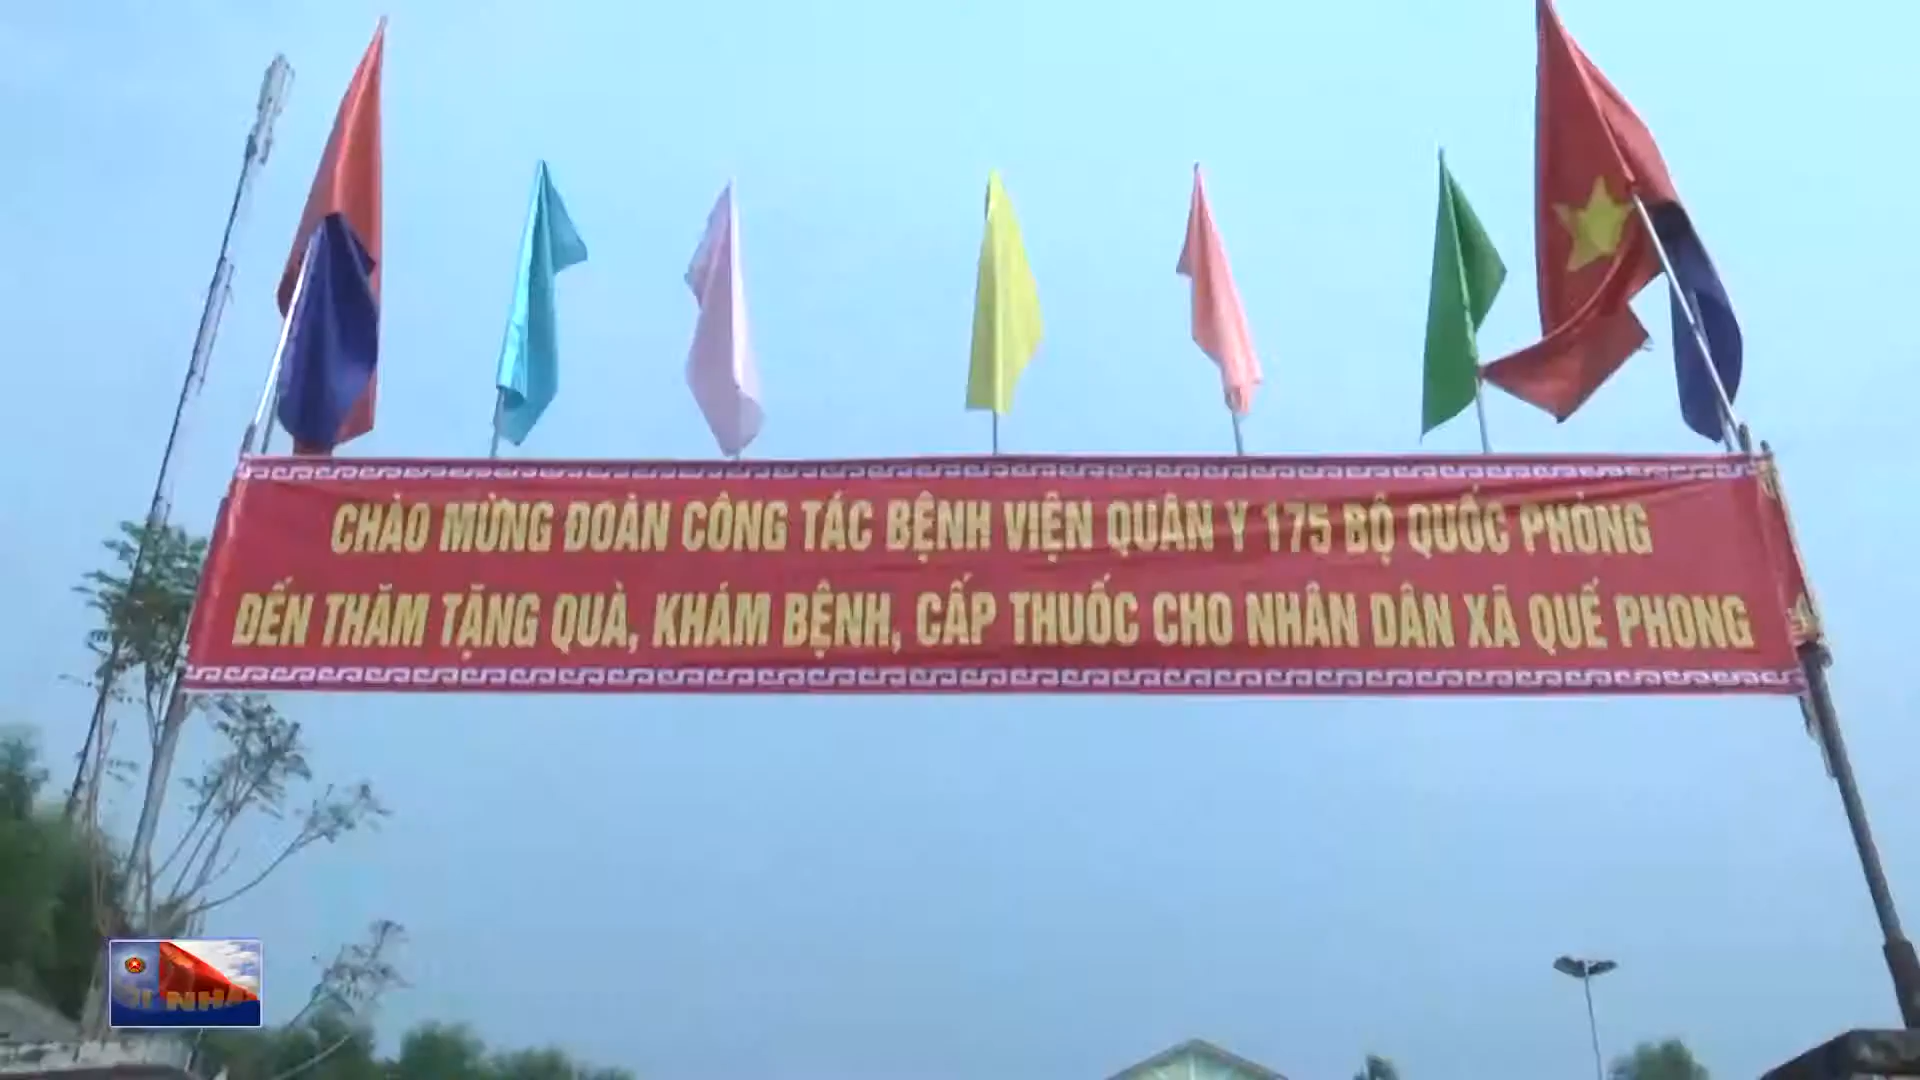 CHÀO MỪNG ĐOÀN CÔNG TÁC BỆNH VIỆN QUÂN Y 175 BỘ QUỐC PHÒNG
ĐẾN THĂM TẶNG QUÀ, KHÁM BỆNH, CẤP THUỐC CHO NHÂN DÂN XÃ QUẾ PHONG